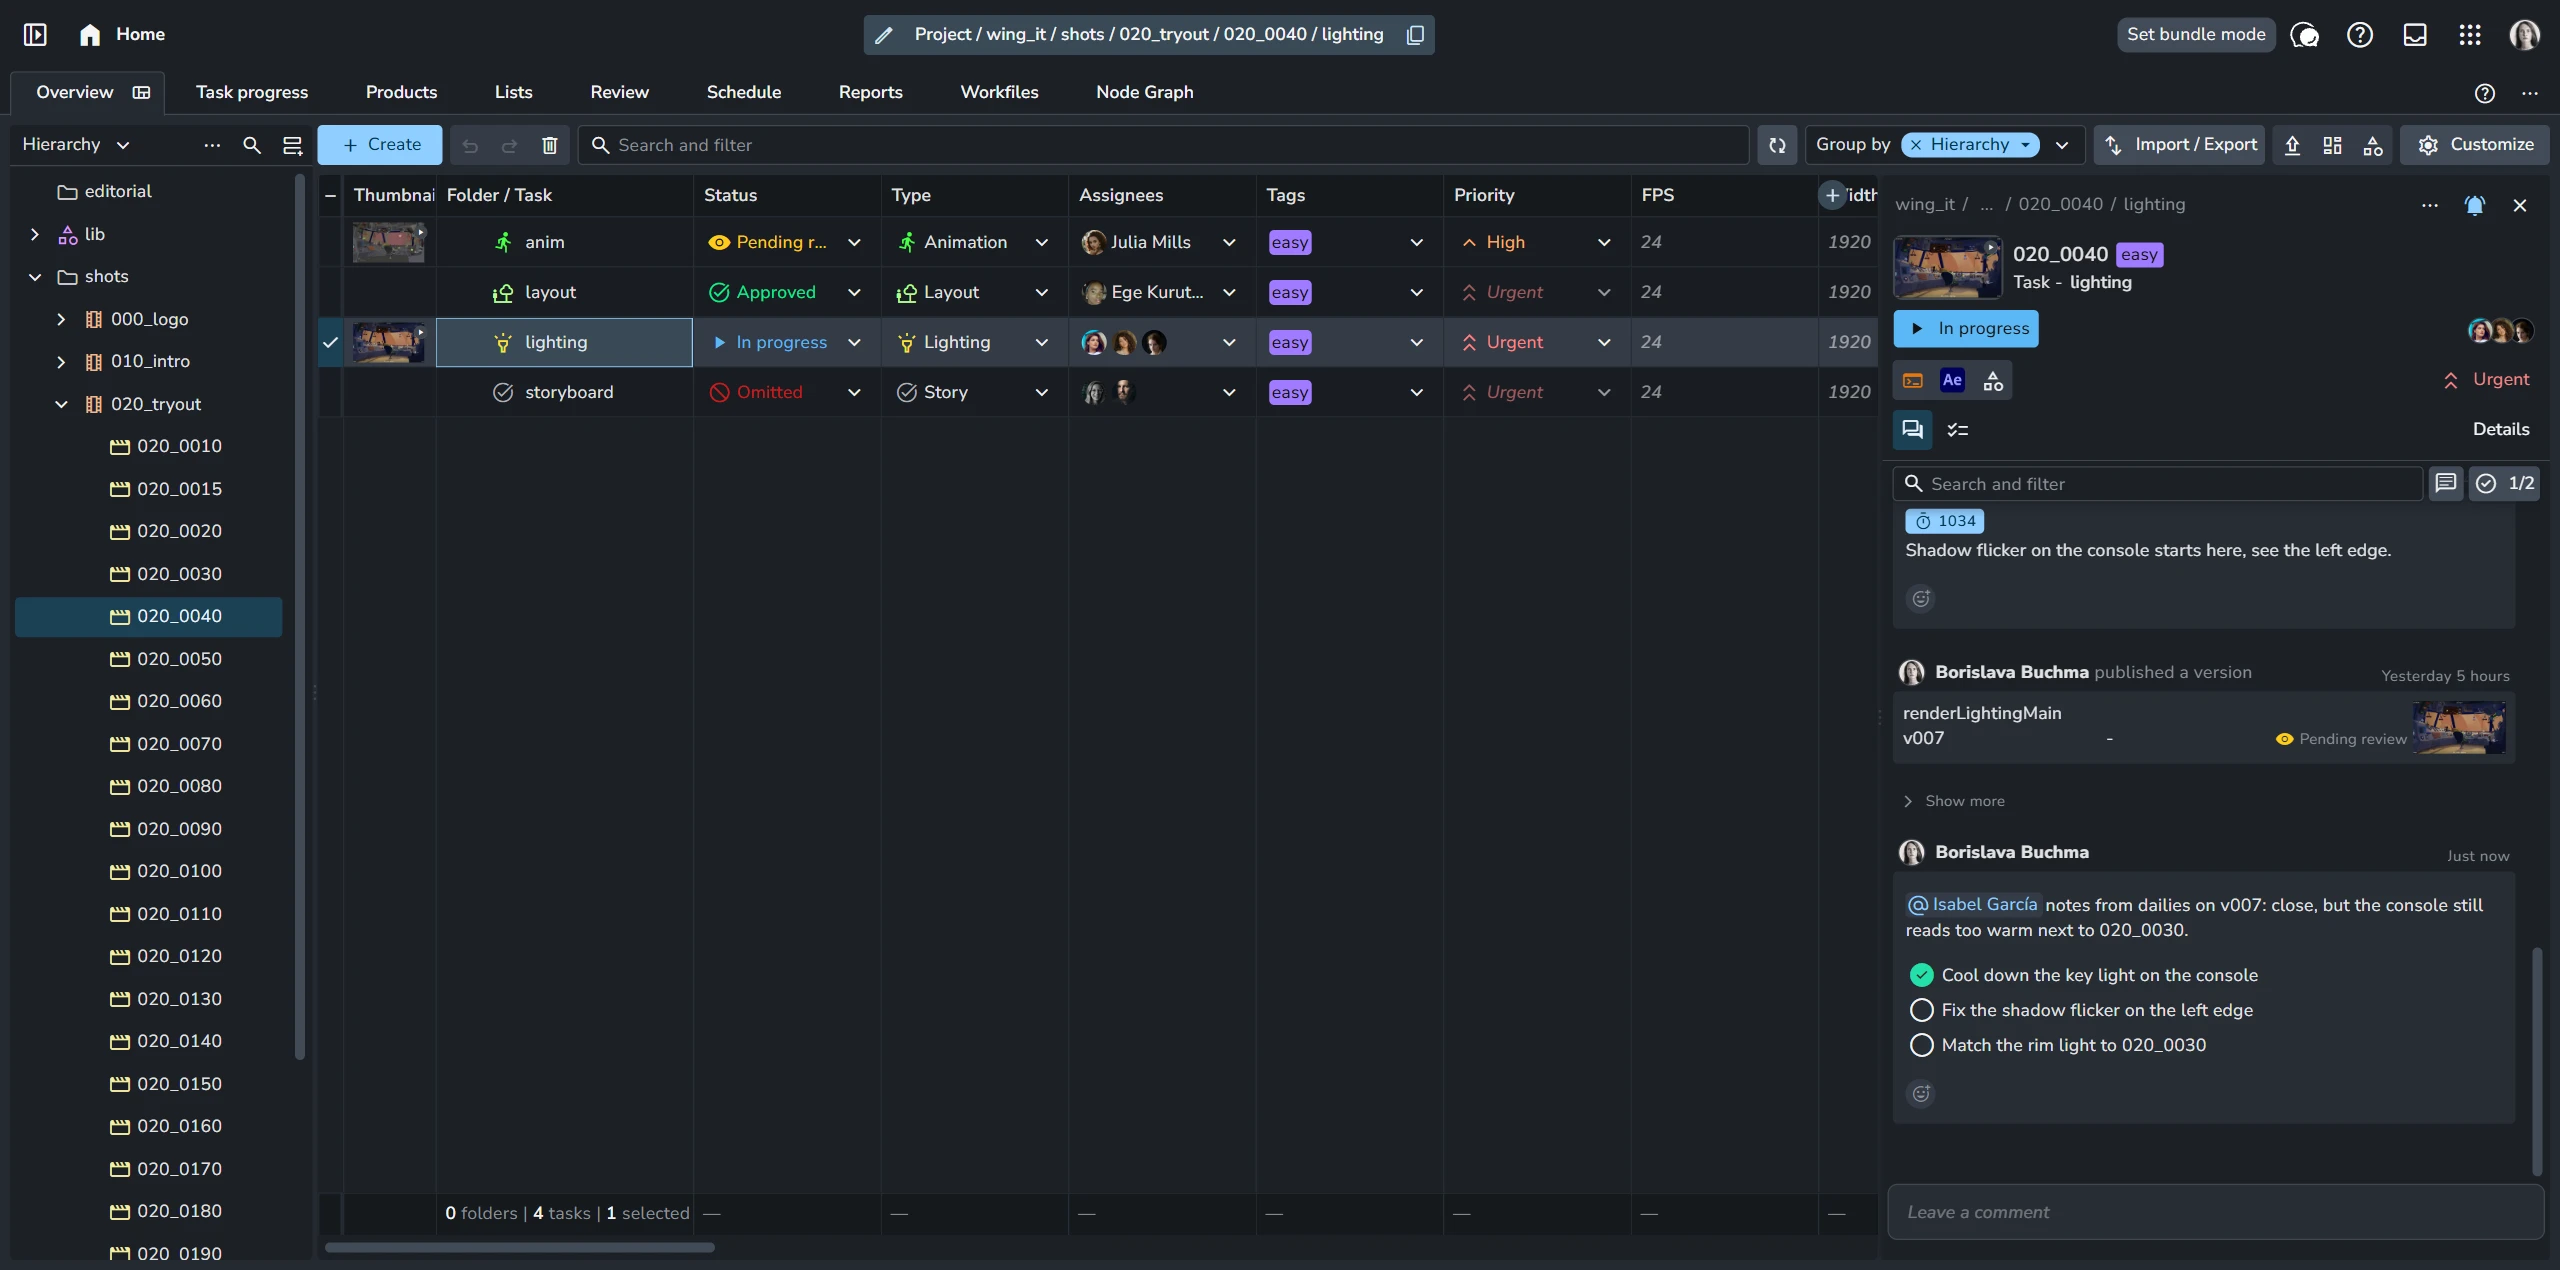 Home
Project / wing_it / shots / 020_tryout / 020_0040 / lighting
Set bundle mode
Overview
Task progress
Products
Lists
Review
Schedule
Reports
Workfiles
Node Graph
Hierarchy
Create
Search and filter
Group by
Hierarchy
Import / Export
Customize
editorial
lib
shots
000_logo
010_intro
020_tryout
020_0010
020_0015
020_0020
020_0030
020_0040
020_0050
020_0060
020_0070
020_0080
020_0090
020_0100
020_0110
020_0120
020_0130
020_0140
020_0150
020_0160
020_0170
020_0180
020_0190
Thumbnai Folder / Task Status Type Assignees Tags Priority FPS idth
anim Pending r... Animation Julia Mills easy High 24 1920
layout Approved Layout Ege Kurut... easy Urgent 24 1920
lighting In progress Lighting easy Urgent 24 1920
storyboard Omitted Story easy Urgent 24 1920
0 folders | 4 tasks | 1 selected — — — — — — —
wing_it / ... / 020_0040 / lighting
020_0040 easy
Task - lighting
In progress
Ae
Urgent
Details
Search and filter
1/2
1034
Shadow flicker on the console starts here, see the left edge.
Borislava Buchma published a version
Yesterday 5 hours
renderLightingMain
v007 - Pending review
Show more
Borislava Buchma
Just now
@ Isabel García notes from dailies on v007: close, but the console still
reads too warm next to 020_0030.
Cool down the key light on the console
Fix the shadow flicker on the left edge
Match the rim light to 020_0030
Leave a comment